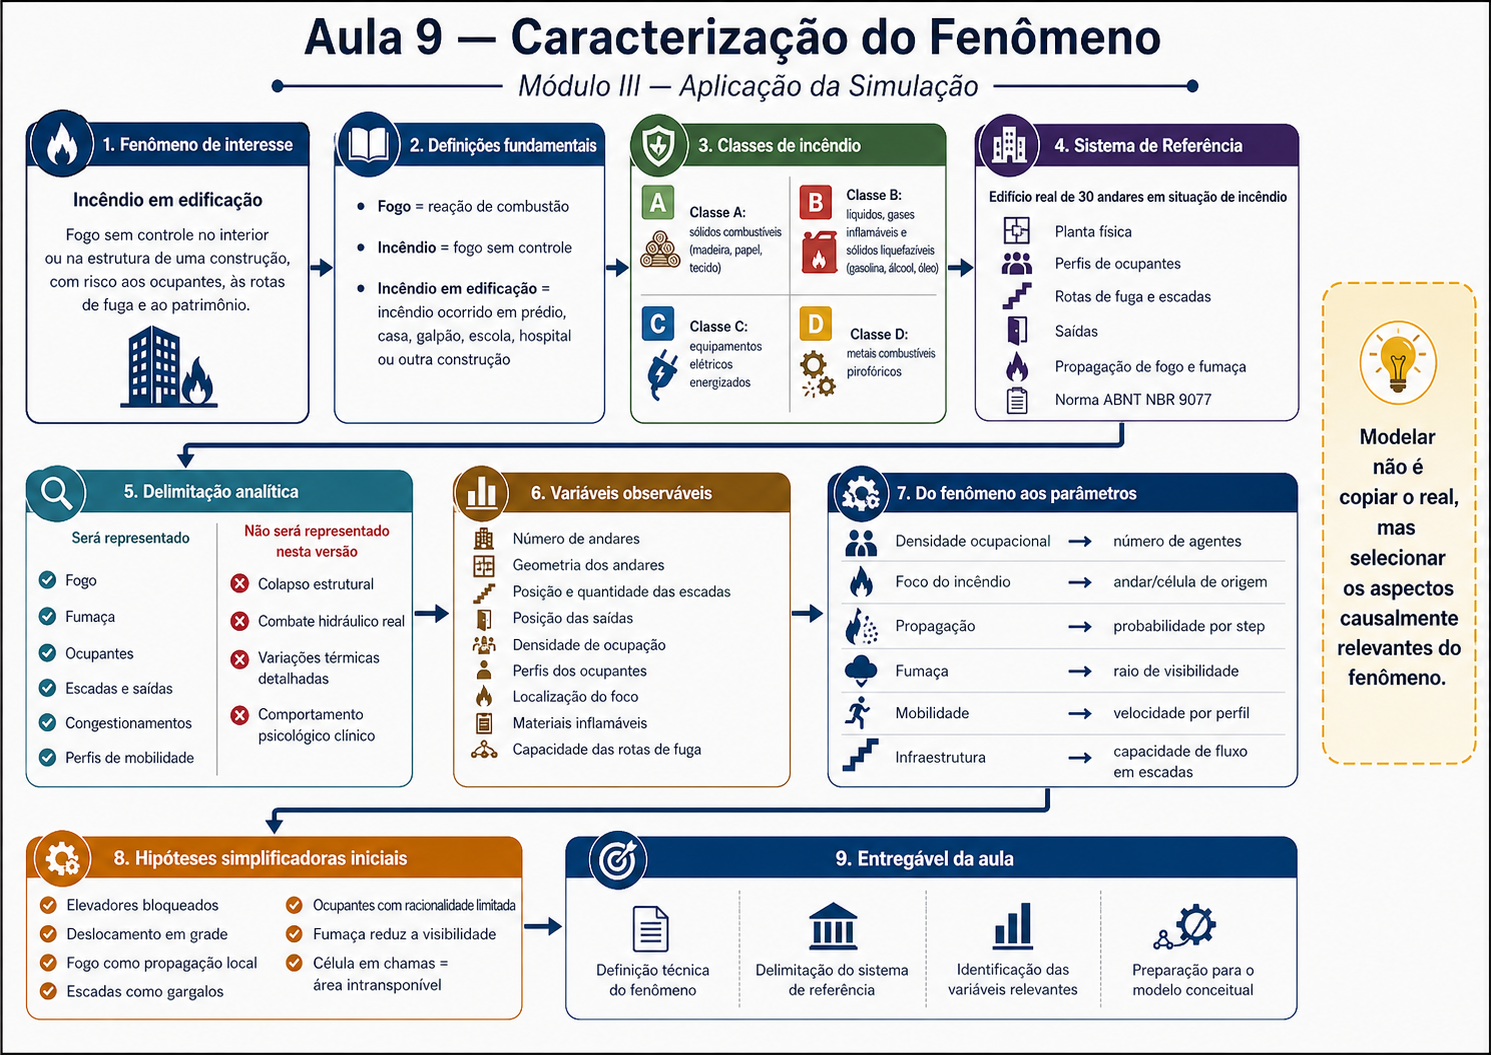 Aula 9 — Caracterização do Fenômeno
Módulo III — Aplicação da Simulação
1. Fenômeno de interesse
Incêndio em edificação
Fogo sem controle no interior
ou na estrutura de uma construção,
com risco aos ocupantes, às rotas
de fuga e ao patrimônio.
2. Definições fundamentais
• Fogo = reação de combustão
• Incêndio = fogo sem controle
• Incêndio em edificação =
incêndio ocorrido em prédio,
casa, galpão, escola, hospital
ou outra construção
3. Classes de incêndio
A
Classe A:
sólidos combustíveis
(madeira, papel,
tecido)
B
Classe B:
líquidos, gases
inflamáveis e
sólidos liquefazíveis
(gasolina, álcool, óleo)
C
Classe C:
equipamentos
elétricos
energizados
D
Classe D:
metais combustíveis
pirofóricos
4. Sistema de Referência
Edifício real de 30 andares em situação de incêndio
Planta física
Perfis de ocupantes
Rotas de fuga e escadas
Saídas
Propagação de fogo e fumaça
Norma ABNT NBR 9077
Modelar
não é
copiar o real,
mas
selecionar
os aspectos
causalmente
relevantes do
fenômeno.
5. Delimitação analítica
Será representado
Fogo
Fumaça
Ocupantes
Escadas e saídas
Congestionamentos
Perfis de mobilidade
Não será representado
nesta versão
Colapso estrutural
Combate hidráulico real
Variações térmicas
detalhadas
Comportamento
psicológico clínico
6. Variáveis observáveis
Número de andares
Geometria dos andares
Posição e quantidade das escadas
Posição das saídas
Densidade de ocupação
Perfis dos ocupantes
Localização do foco
Materiais inflamáveis
Capacidade das rotas de fuga
7. Do fenômeno aos parâmetros
Densidade ocupacional → número de agentes
Foco do incêndio → andar/célula de origem
Propagação → probabilidade por step
Fumaça → raio de visibilidade
Mobilidade → velocidade por perfil
Infraestrutura → capacidade de fluxo
em escadas
8. Hipóteses simplificadoras iniciais
Elevadores bloqueados
Deslocamento em grade
Fogo como propagação local
Escadas como gargalos
Ocupantes com racionalidade limitada
Fumaça reduz a visibilidade
Célula em chamas =
área intransponível
9. Entregável da aula
Definição técnica
do fenômeno
Delimitação do sistema
de referência
Identificação das
variáveis relevantes
Preparação para o
modelo conceitual